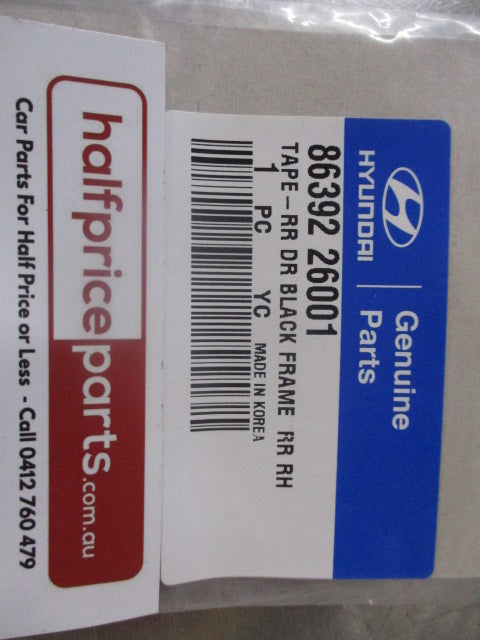 HYUNDAI
Genuine
Parts
86392 26001
TAPE-RR DR BLACK FRAME RR RH
1 PC YC MADE IN KOREA
halfpriceparts.com.au
Car Parts For Half Price or Less - Call 0412 760 479